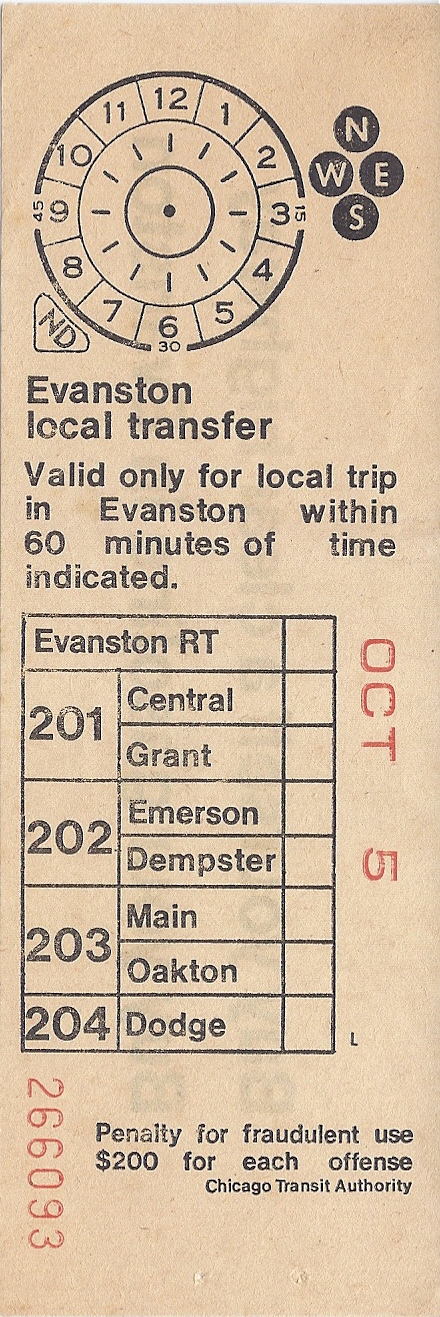 12
11 1
10 2
45 9 3 15
8 4
7 5
6
30
N
W E
S
ND
Evanston
local transfer
Valid only for local trip
in Evanston within
60 minutes of time
indicated.
Evanston RT
201 Central
Grant
202 Emerson
Dempster
203 Main
Oakton
204 Dodge
OCT 5
L
266093
Penalty for fraudulent use
$200 for each offense
Chicago Transit Authority